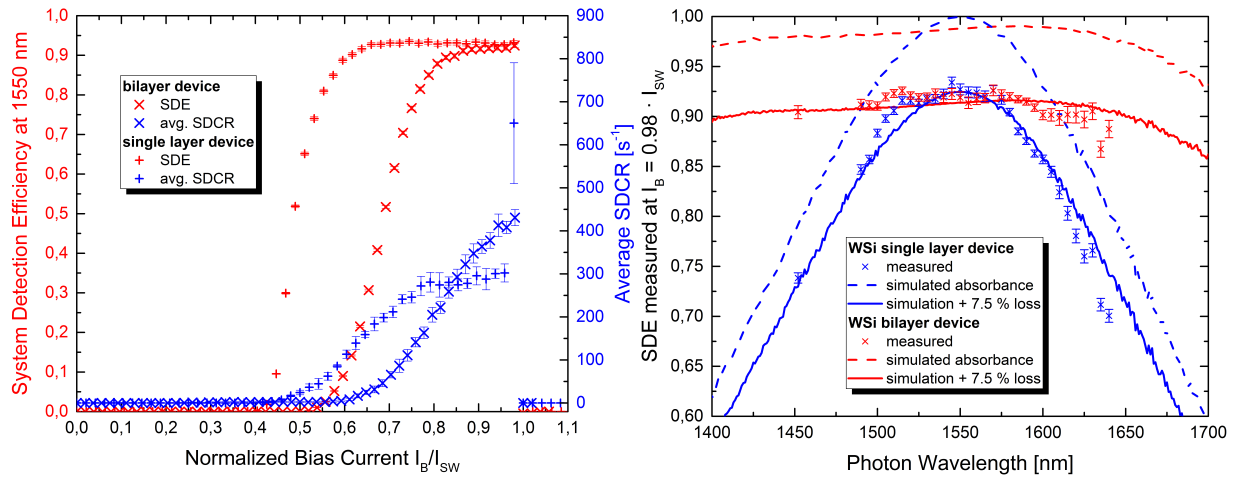 System Detection Efficiency at 1550 nm
1,0
0,9
0,8
0,7
0,6
0,5
0,4
0,3
0,2
0,1
0,0
bilayer device
SDE
avg. SDCR
single layer device
SDE
avg. SDCR
0,0 0,1 0,2 0,3 0,4 0,5 0,6 0,7 0,8 0,9 1,0 1,1
Normalized Bias Current I_B/I_SW
900
800
700
600
500
400
300
200
100
0
Average SDCR [s⁻¹]
SDE measured at I_B = 0.98 · I_SW
1.00
0,95
0,90
0,85
0,80
0,75
0,70
0,65
0,60
WSi single layer device
measured
simulated absorbance
simulation + 7.5 % loss
WSi bilayer device
measured
simulated absorbance
simulation + 7.5 % loss
1400 1450 1500 1550 1600 1650 1700
Photon Wavelength [nm]